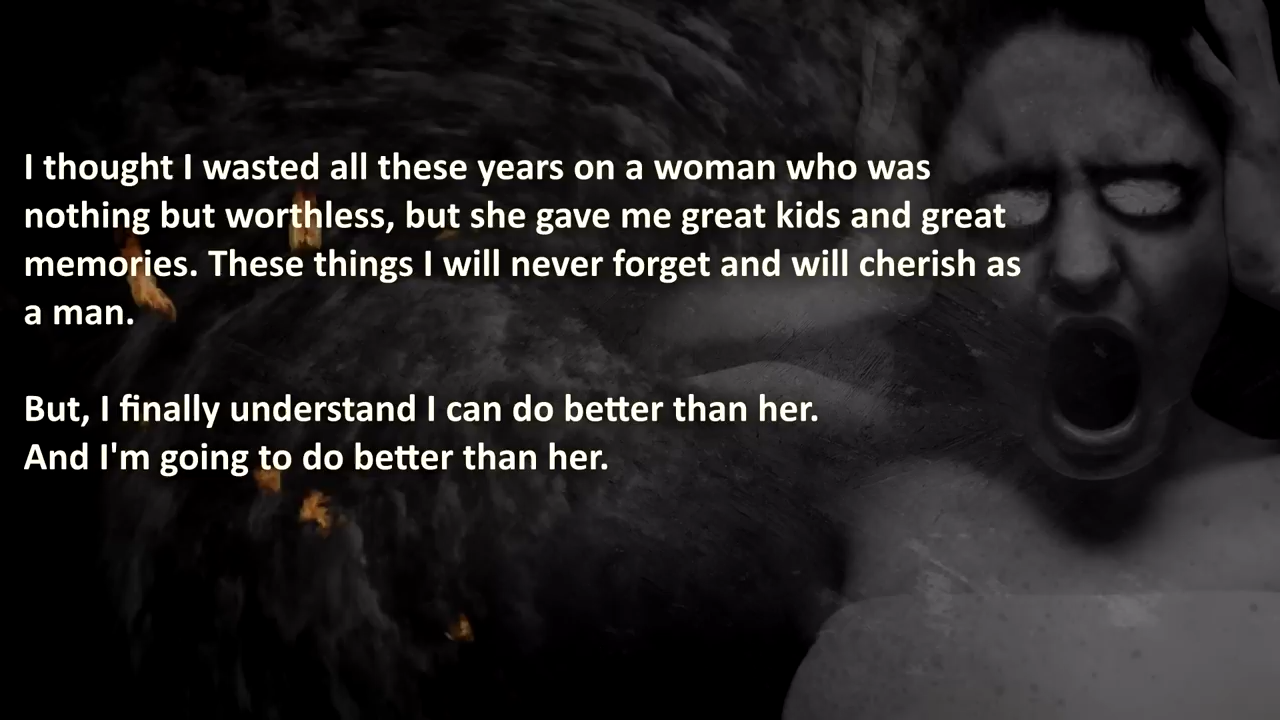 I thought I wasted all these years on a woman who was
nothing but worthless, but she gave me great kids and great
memories. These things I will never forget and will cherish as
a man.
But, I finally understand I can do better than her.
And I'm going to do better than her.